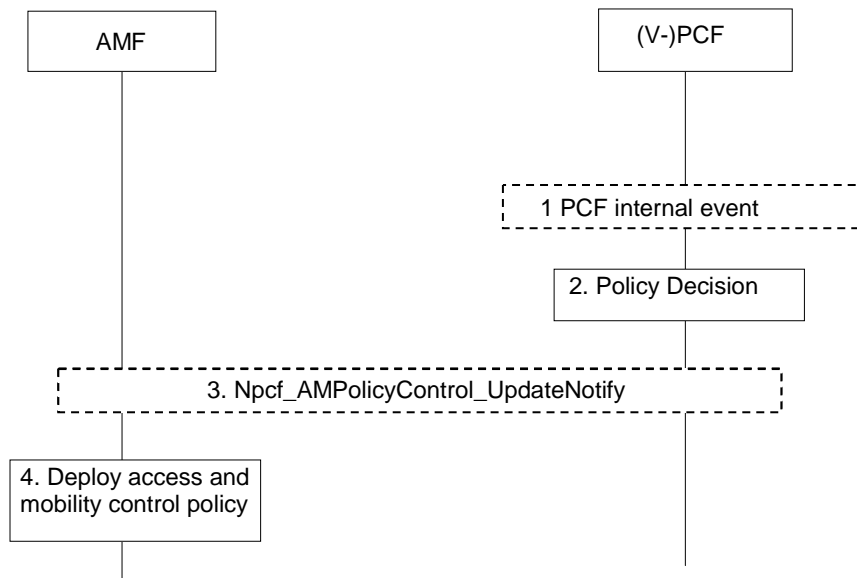 AMF
(V-)PCF
1 PCF internal event
2. Policy Decision
3. Npcf_AMPolicyControl_UpdateNotify
4. Deploy access and
mobility control policy